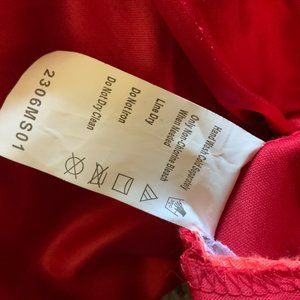 Hand Wash Cold Separately
Only Non-Chlorine Bleach
When Needed
Line Dry
Do Not Iron
Do Not Dry Clean
2306MS01